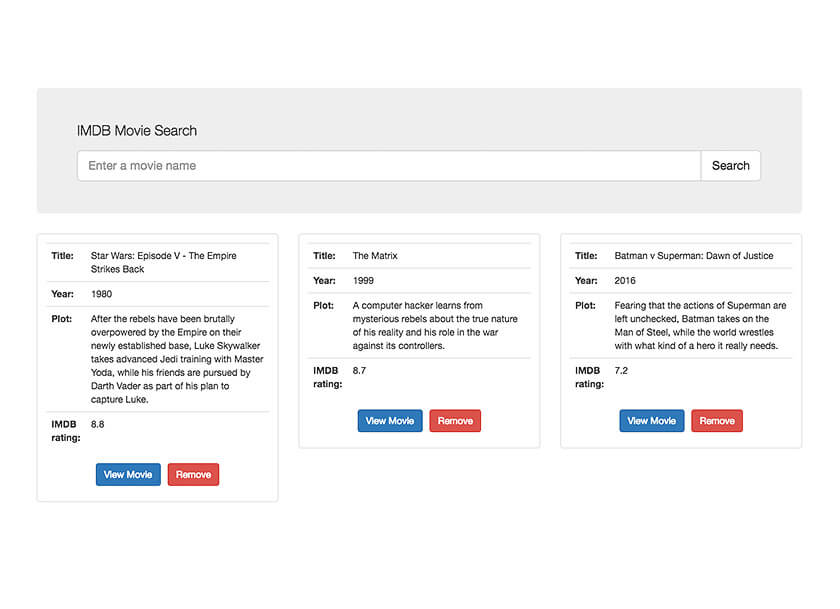 IMDB Movie Search
Enter a movie name
Search
Title: Star Wars: Episode V - The Empire
Strikes Back
Year: 1980
Plot: After the rebels have been brutally
overpowered by the Empire on their
newly established base, Luke Skywalker
takes advanced Jedi training with Master
Yoda, while his friends are pursued by
Darth Vader as part of his plan to
capture Luke.
IMDB 8.8
rating:
View Movie Remove
Title: The Matrix
Year: 1999
Plot: A computer hacker learns from
mysterious rebels about the true nature
of his reality and his role in the war
against its controllers.
IMDB 8.7
rating:
View Movie Remove
Title: Batman v Superman: Dawn of Justice
Year: 2016
Plot: Fearing that the actions of Superman are
left unchecked, Batman takes on the
Man of Steel, while the world wrestles
with what kind of a hero it really needs.
IMDB 7.2
rating:
View Movie Remove